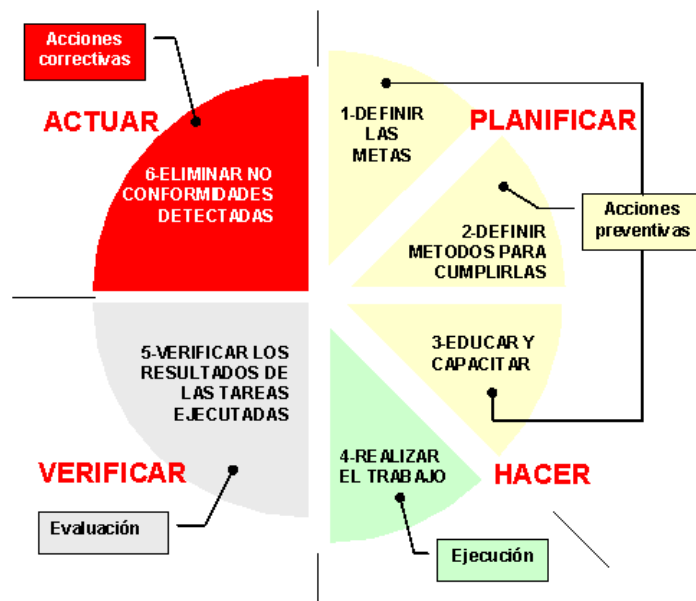 Acciones
correctivas
ACTUAR
6-ELIMINAR NO
CONFORMIDADES
DETECTADAS
1-DEFINIR
LAS
METAS
PLANIFICAR
2-DEFINIR
METODOS PARA
CUMPLIRLAS
Acciones
preventivas
3-EDUCAR Y
CAPACITAR
HACER
4-REALIZAR
EL TRABAJO
Ejecución
5-VERIFICAR LOS
RESULTADOS DE
LAS TAREAS
EJECUTADAS
VERIFICAR
Evaluación